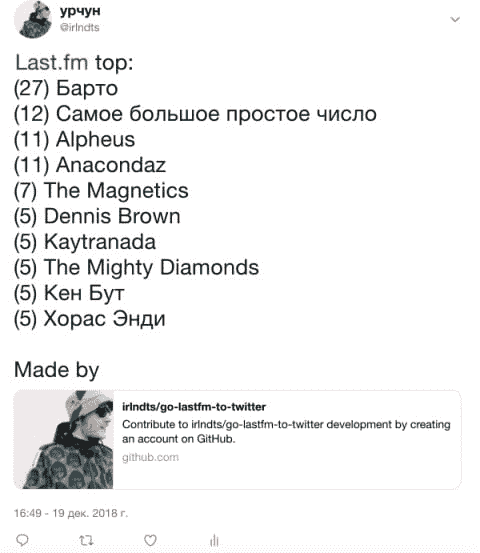 урчун
@irlndts
Last.fm top:
(27) Барто
(12) Самое большое простое число
(11) Alpheus
(11) Anacondaz
(7) The Magnetics
(5) Dennis Brown
(5) Kaytranada
(5) The Mighty Diamonds
(5) Кен Бут
(5) Хорас Энди
Made by
irlndts/go-lastfm-to-twitter
Contribute to irlndts/go-lastfm-to-twitter development by creating
an account on GitHub.
github.com
16:49 - 19 дек. 2018 г.